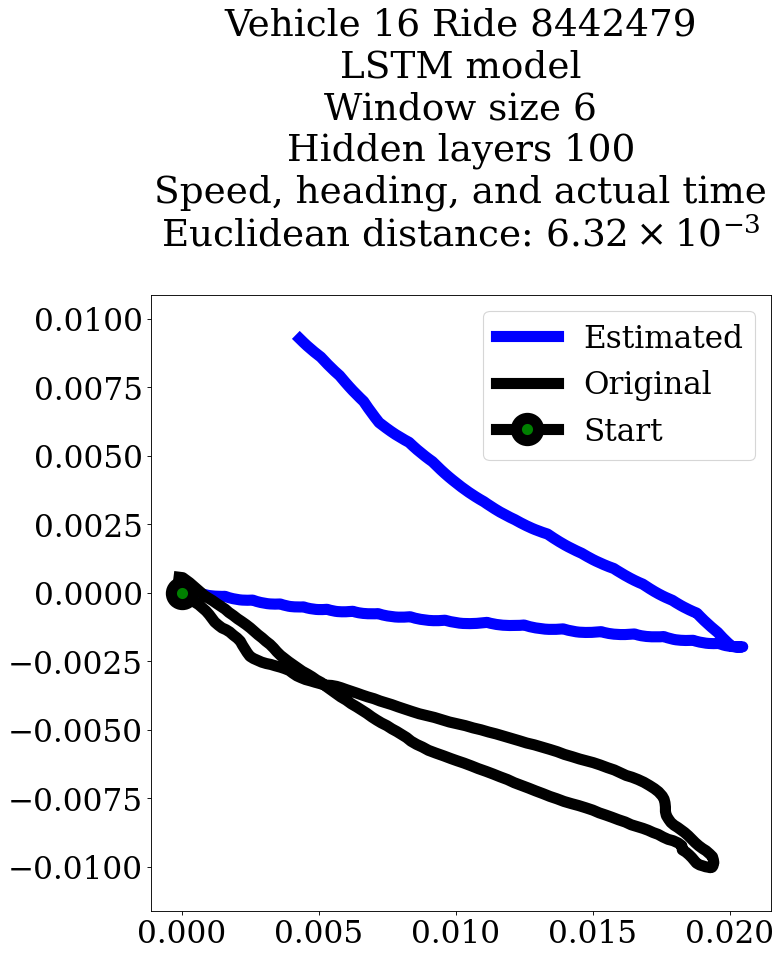 Vehicle 16 Ride 8442479
LSTM model
Window size 6
Hidden layers 100
Speed, heading, and actual time
Euclidean distance: 6.32 × 10⁻³
Estimated
Original
Start
0.0100
0.0075
0.0050
0.0025
0.0000
−0.0025
−0.0050
−0.0075
−0.0100
0.000 0.005 0.010 0.015 0.020